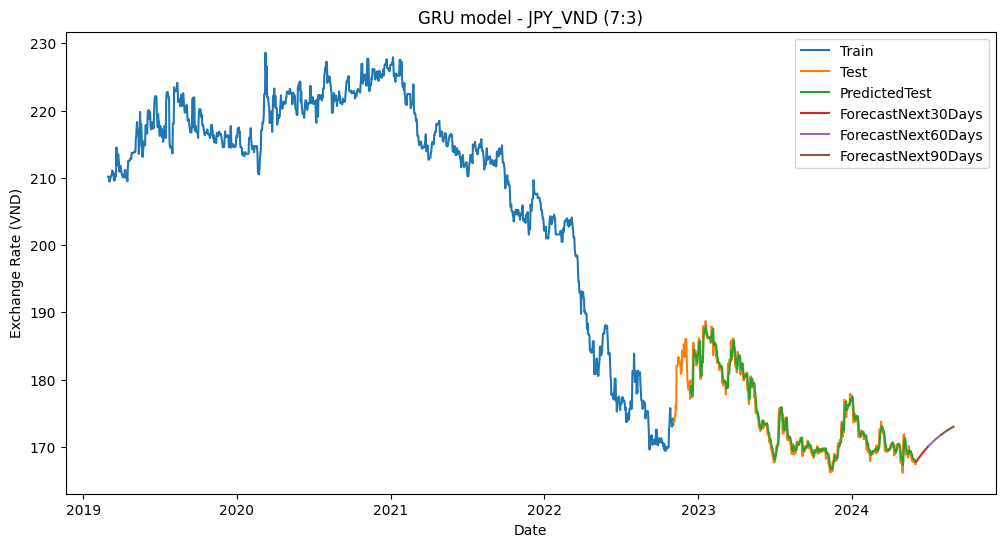 GRU model - JPY_VND (7:3)
Train
Test
PredictedTest
ForecastNext30Days
ForecastNext60Days
ForecastNext90Days
Exchange Rate (VND)
230
220
210
200
190
180
170
2019
2020
2021
2022
2023
2024
Date